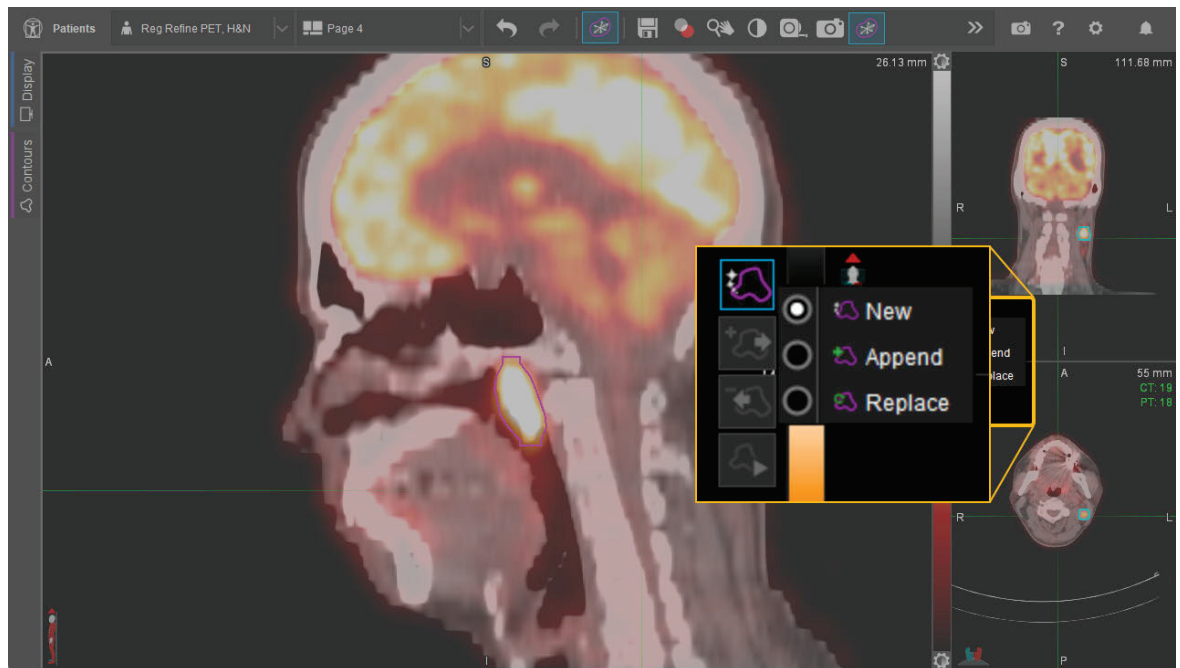 Patients
Reg Refine PET, H&N
Page 4
?
Display
Contours
S
26.13 mm
A
I
S
111.68 mm
R
L
I
New
Append
Replace
end
lace
A
55 mm
CT: 19
PT: 18
R
L
P